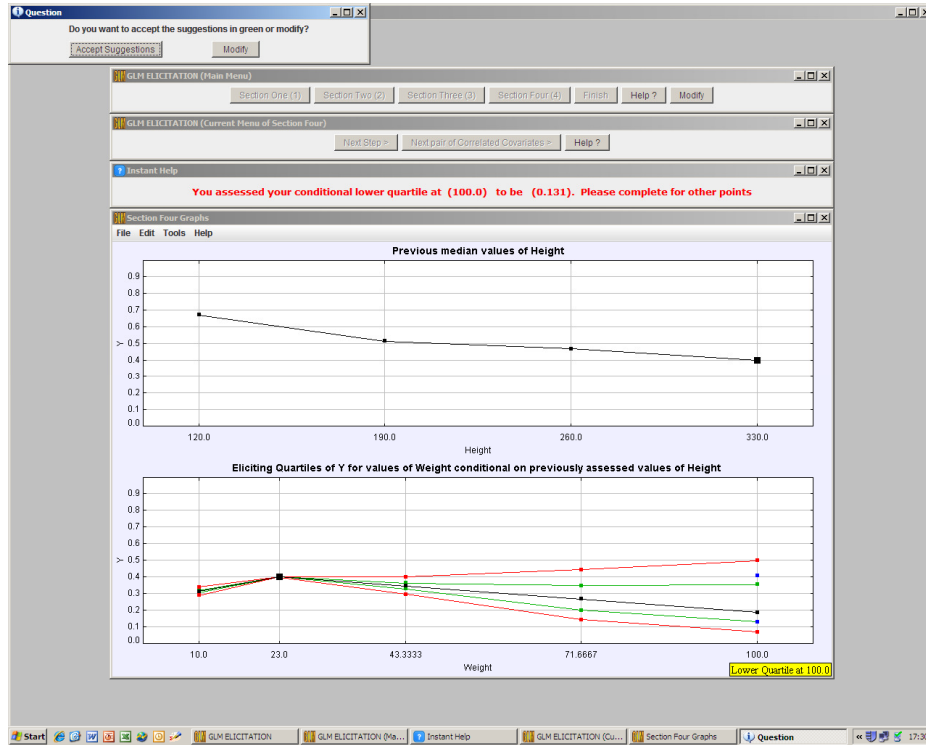 Question
Do you want to accept the suggestions in green or modify?
Accept Suggestions Modify
GLM ELICITATION (Main Menu)
Section One (1) Section Two (2) Section Three (3) Section Four (4) Finish Help ? Modify
GLM ELICITATION (Current Menu of Section Four)
Next Step > Next pair of Correlated Covariates > Help ?
Instant Help
You assessed your conditional lower quartile at (100.0) to be (0.131). Please complete for other points
Section Four Graphs
File Edit Tools Help
Previous median values of Height
0.9
0.8
0.7
0.6
0.5
Y
0.4
0.3
0.2
0.1
0.0
120.0 190.0 260.0 330.0
Height
Eliciting Quartiles of Y for values of Weight conditional on previously assessed values of Height
0.9
0.8
0.7
0.6
0.5
Y
0.4
0.3
0.2
0.1
0.0
10.0 23.0 43.3333 71.6667 100.0
Weight
Lower Quartile at 100.0
Start GLM ELICITATION GLM ELICITATION (Ma... Instant Help GLM ELICITATION (Cu... Section Four Graphs Question « 17:30